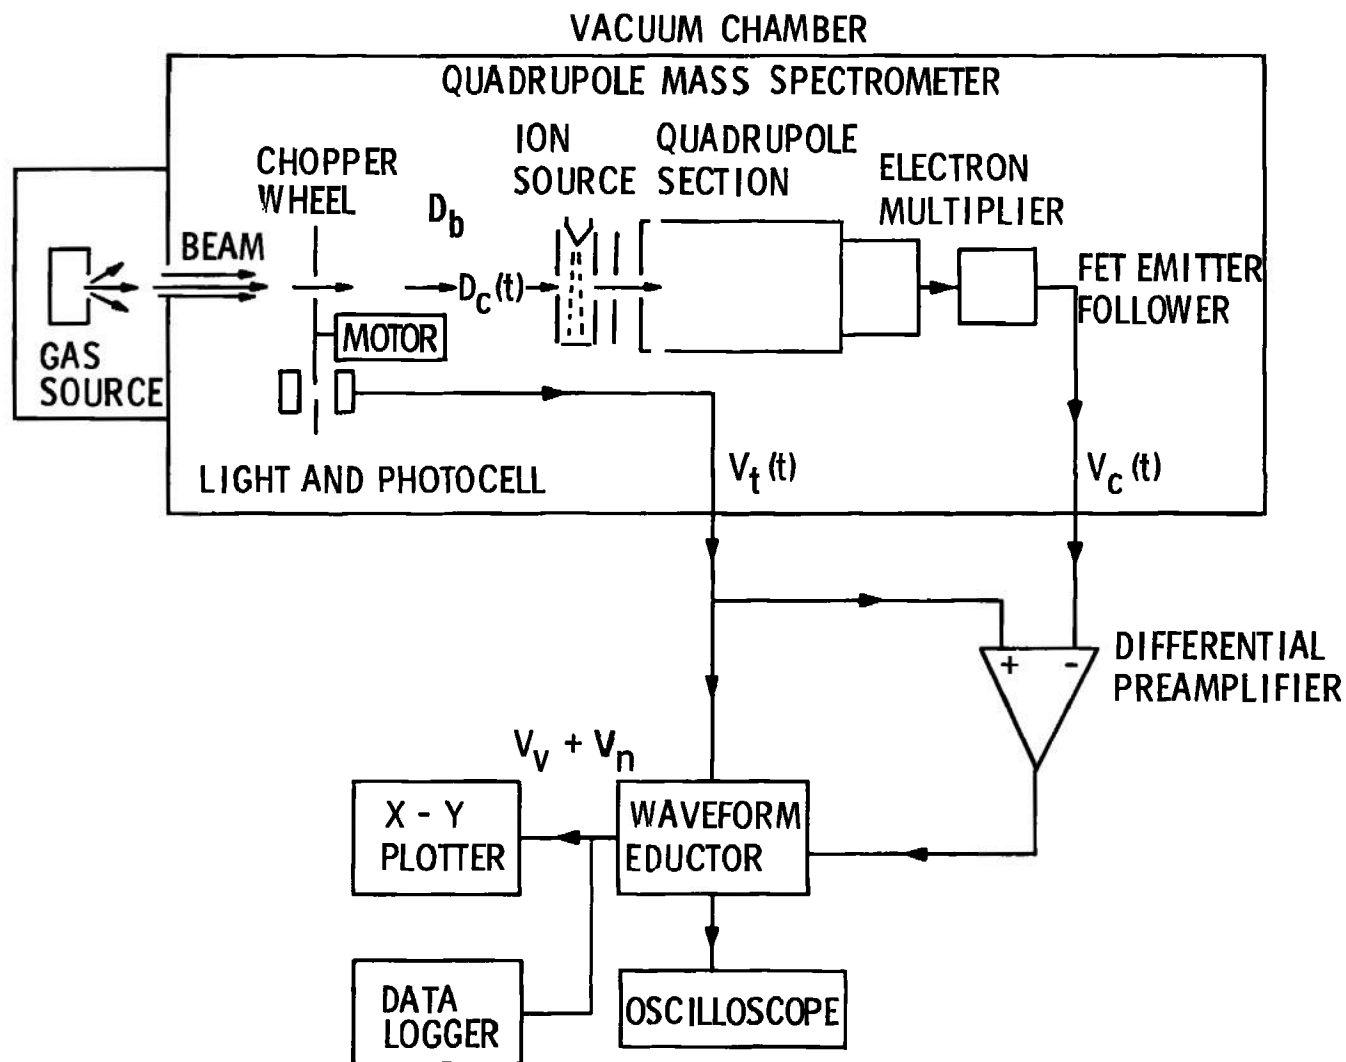 VACUUM CHAMBER
QUADRUPOLE MASS SPECTROMETER
CHOPPER
WHEEL
ION
SOURCE
QUADRUPOLE
SECTION
ELECTRON
MULTIPLIER
D_b
BEAM
D_c(t)
FET EMITTER
FOLLOWER
MOTOR
GAS
SOURCE
LIGHT AND PHOTOCELL
V_t(t)
V_c(t)
+ -
DIFFERENTIAL
PREAMPLIFIER
V_v + V_n
X - Y
PLOTTER
WAVEFORM
EDUCTOR
DATA
LOGGER
OSCILLOSCOPE